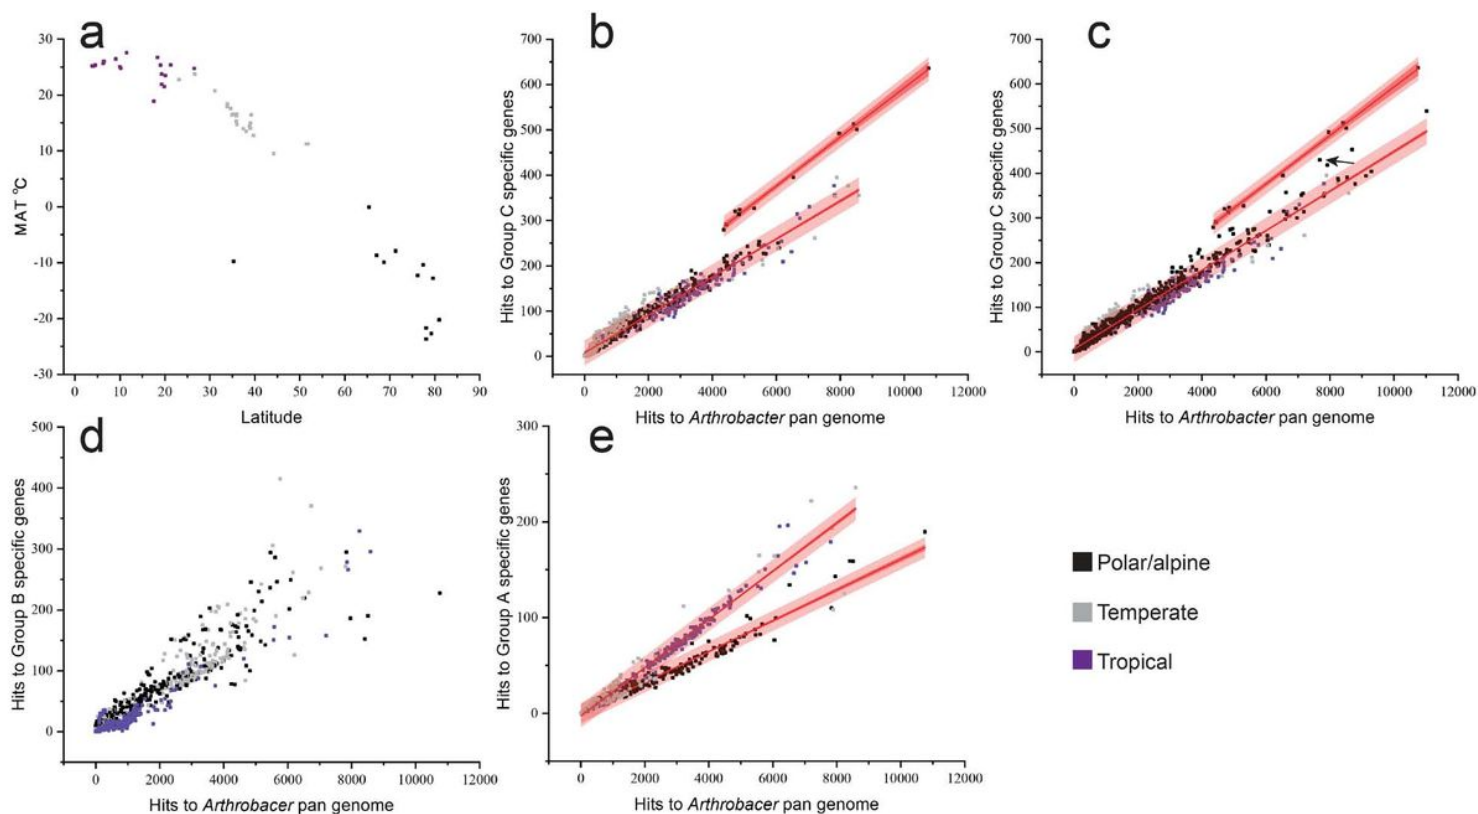 a
MAT °C
30
20
10
0
-10
-20
-30
0 10 20 30 40 50 60 70 80 90
Latitude
b
Hits to Group C specific genes
700
600
500
400
300
200
100
0
0 2000 4000 6000 8000 10000 12000
Hits to Arthrobacter pan genome
c
Hits to Group C specific genes
700
600
500
400
300
200
100
0
0 2000 4000 6000 8000 10000 12000
Hits to Arthrobacter pan genome
d
Hits to Group B specific genes
500
400
300
200
100
0
0 2000 4000 6000 8000 10000 12000
Hits to Arthrobacer pan genome
e
Hits to Group A specific genes
300
200
100
0
0 2000 4000 6000 8000 10000 12000
Hits to Arthrobacer pan genome
Polar/alpine
Temperate
Tropical